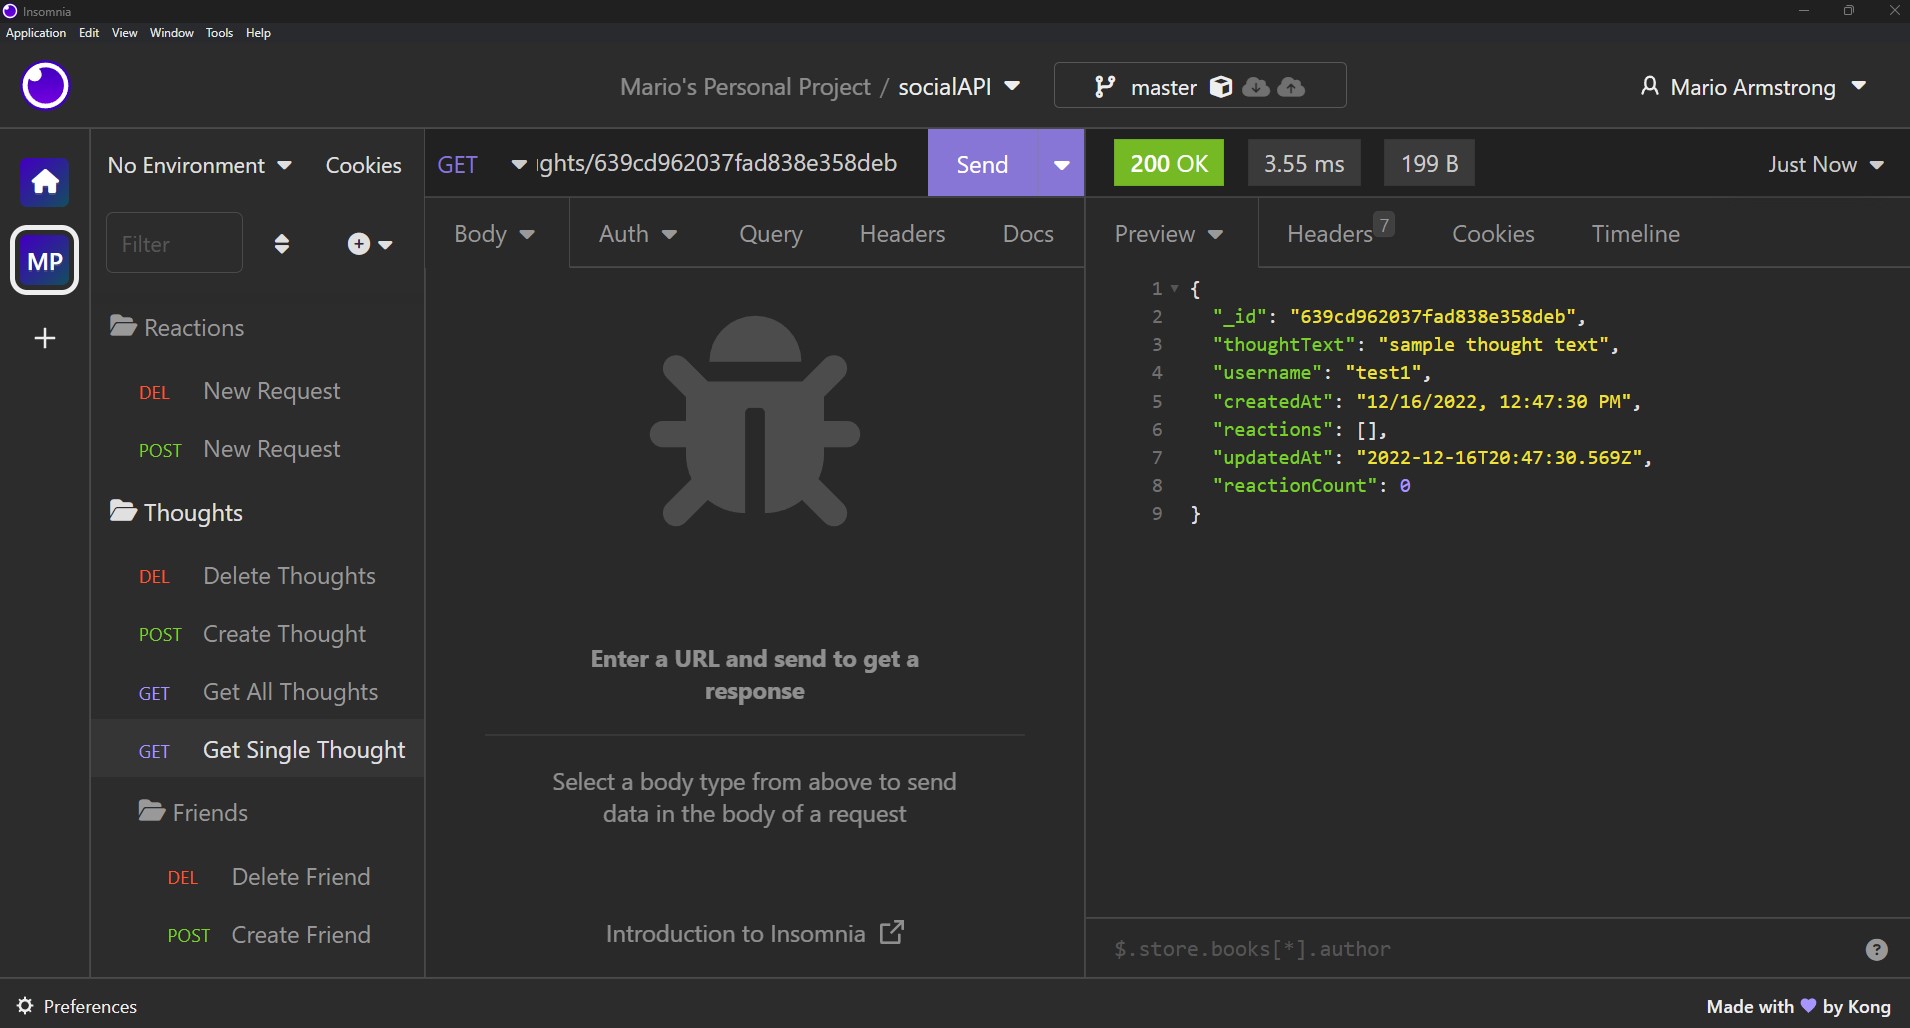 Insomnia
Application Edit View Window Tools Help
Mario's Personal Project / socialAPI
master
Mario Armstrong
No Environment Cookies
GET ghts/639cd962037fad838e358deb Send
200 OK 3.55 ms 199 B Just Now
MP
Filter
Reactions
DEL New Request
POST New Request
Thoughts
DEL Delete Thoughts
POST Create Thought
GET Get All Thoughts
GET Get Single Thought
Friends
DEL Delete Friend
POST Create Friend
Body Auth Query Headers Docs
Enter a URL and send to get a
response
Select a body type from above to send
data in the body of a request
Introduction to Insomnia
Preview Headers 7 Cookies Timeline
1 {
2 "_id": "639cd962037fad838e358deb",
3 "thoughtText": "sample thought text",
4 "username": "test1",
5 "createdAt": "12/16/2022, 12:47:30 PM",
6 "reactions": [],
7 "updatedAt": "2022-12-16T20:47:30.569Z",
8 "reactionCount": 0
9 }
$.store.books[*].author
?
Preferences
Made with 💜 by Kong